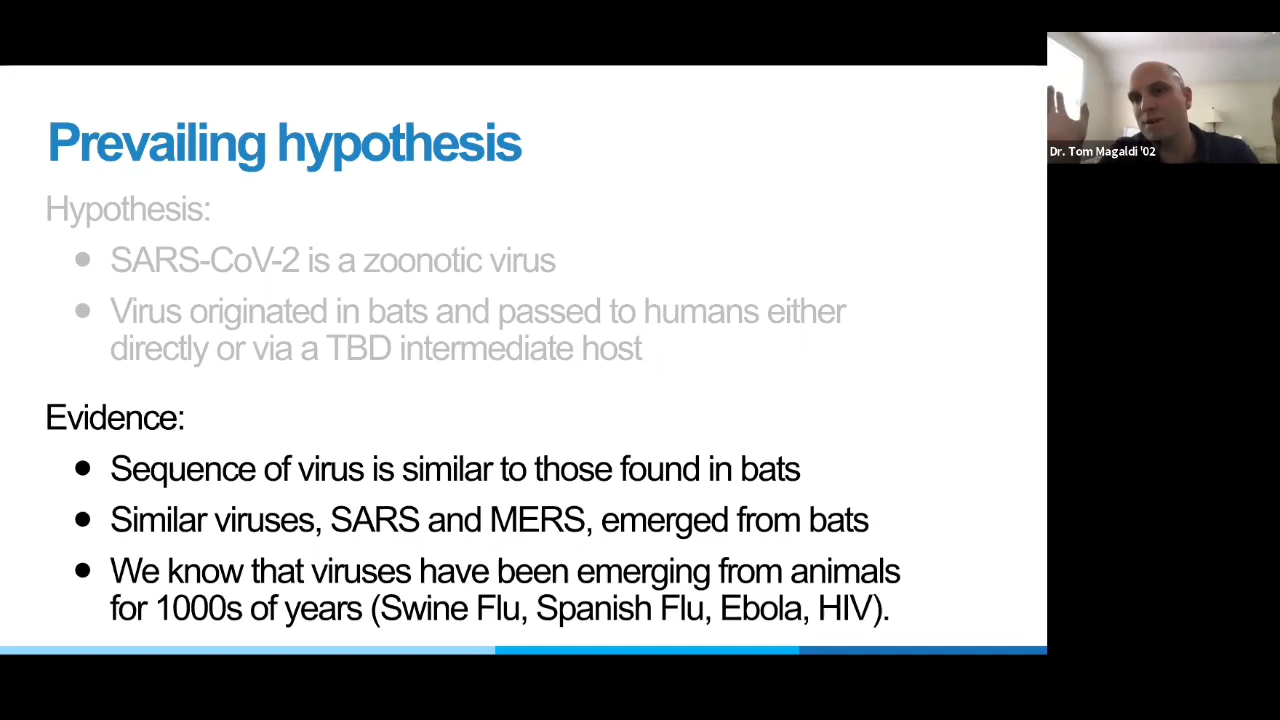 Prevailing hypothesis
Hypothesis:
● SARS-CoV-2 is a zoonotic virus
● Virus originated in bats and passed to humans either
directly or via a TBD intermediate host
Evidence:
● Sequence of virus is similar to those found in bats
● Similar viruses, SARS and MERS, emerged from bats
● We know that viruses have been emerging from animals
for 1000s of years (Swine Flu, Spanish Flu, Ebola, HIV).
Dr. Tom Magaldi '02